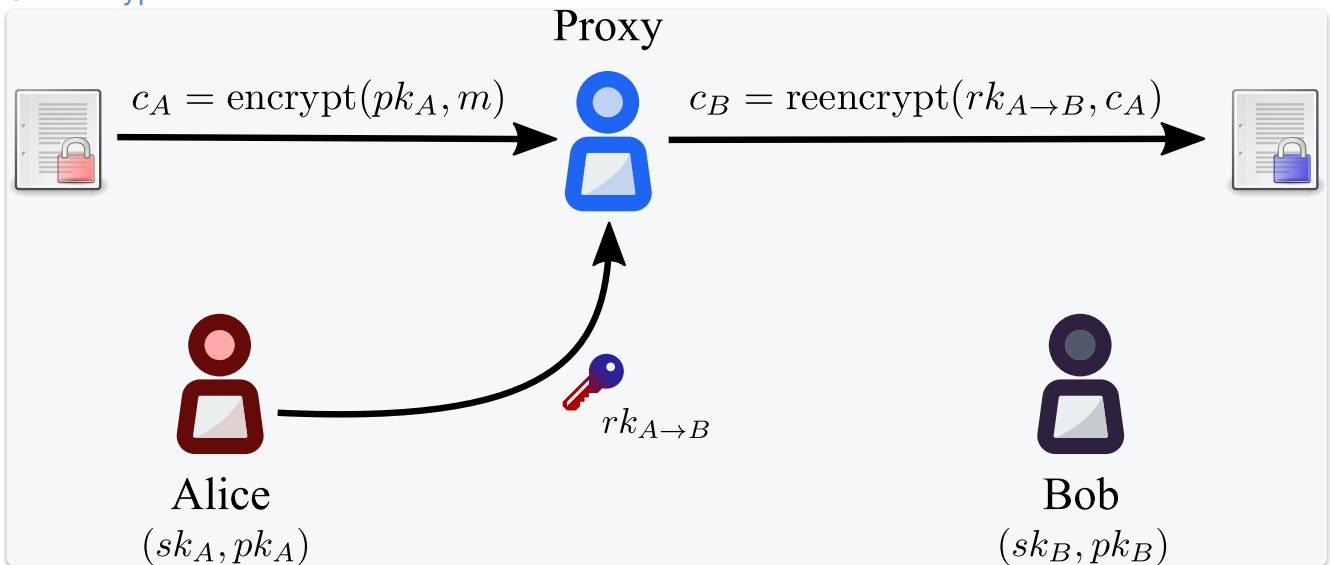 Proxy
c_A = encrypt(pk_A, m)
c_B = reencrypt(rk_{A→B}, c_A)
rk_{A→B}
Alice
(sk_A, pk_A)
Bob
(sk_B, pk_B)